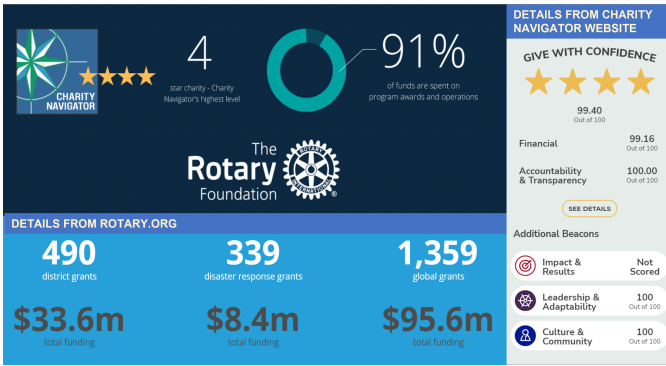 CHARITY
NAVIGATOR
4
star charity - Charity
Navigator's highest level
91%
of funds are spent on
program awards and operations
The
Rotary
Foundation
ROTARY
INTERNATIONAL
DETAILS FROM ROTARY.ORG
490
district grants
$33.6m
total funding
339
disaster response grants
$8.4m
total funding
1,359
global grants
$95.6m
total funding
DETAILS FROM CHARITY
NAVIGATOR WEBSITE
GIVE WITH CONFIDENCE
99.40
Out of 100
Financial
99.16
Out of 100
Accountability
& Transparency
100.00
Out of 100
SEE DETAILS
Additional Beacons
Impact &
Results
Not
Scored
Leadership &
Adaptability
100
Out of 100
Culture &
Community
100
Out of 100